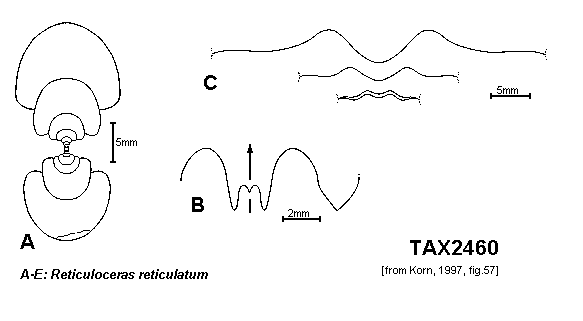 C
5mm
5mm
B
2mm
A
TAX2460
A-E: Reticuloceras reticulatum
[from Korn, 1997, fig.57]